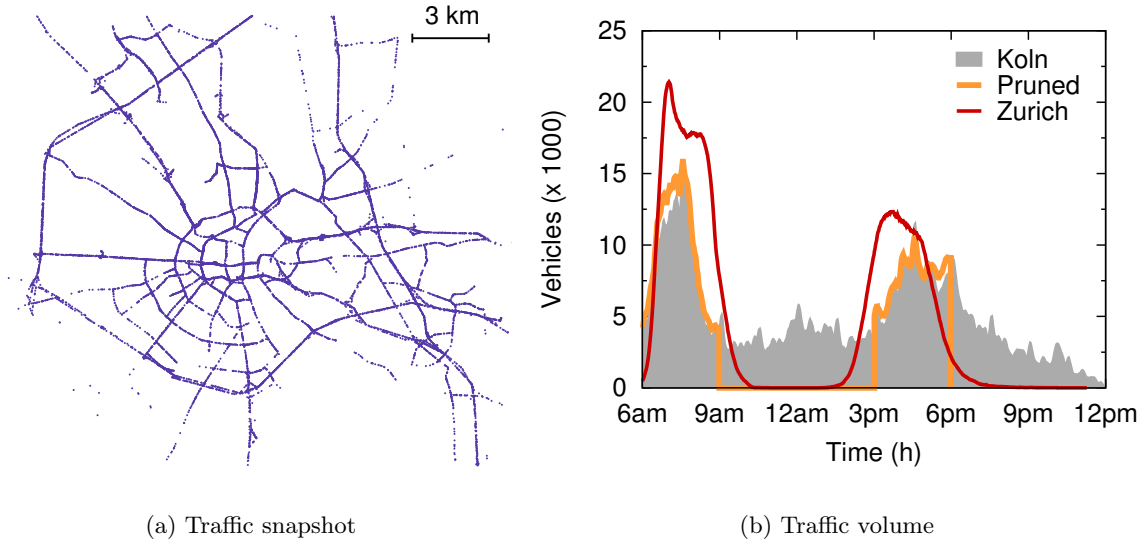 3 km
25
20
15
10
5
0
Vehicles (x 1000)
Koln
Pruned
Zurich
6am 9am 12am 3pm 6pm 9pm 12pm
Time (h)
(a) Traffic snapshot
(b) Traffic volume